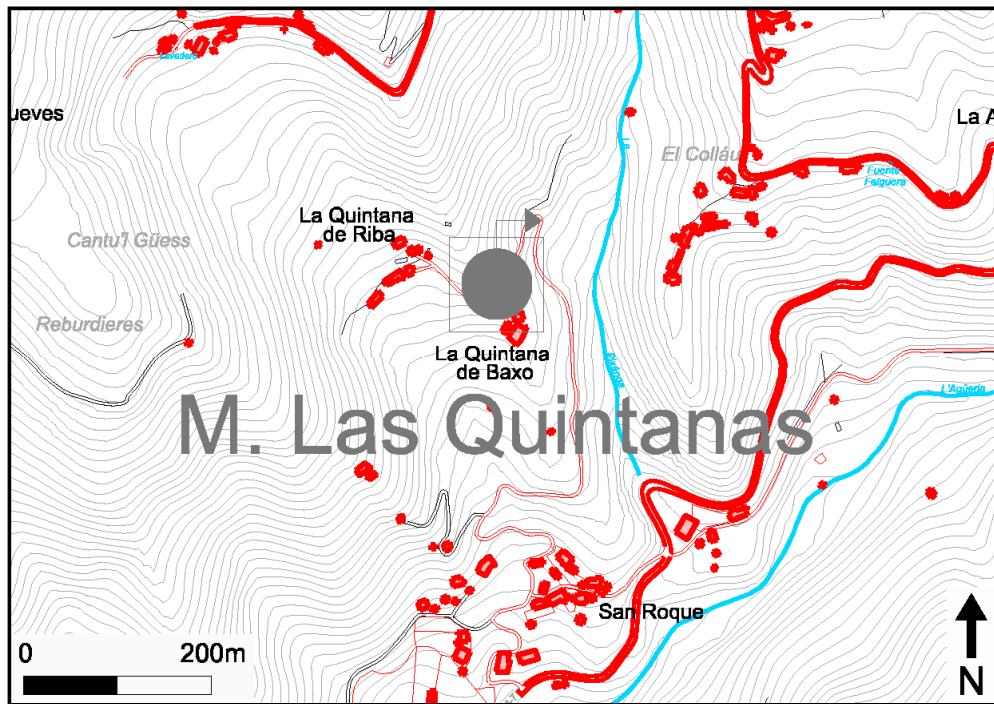 Lavadero
ueves
La A
El Colláu
Fuente
Felguera
La Quintana
de Riba
Cantu'l Güess
Reburdieres
La Quintana
de Baxo
L'Agüeria
M. Las Quintanas
San Roque
0 200m
N